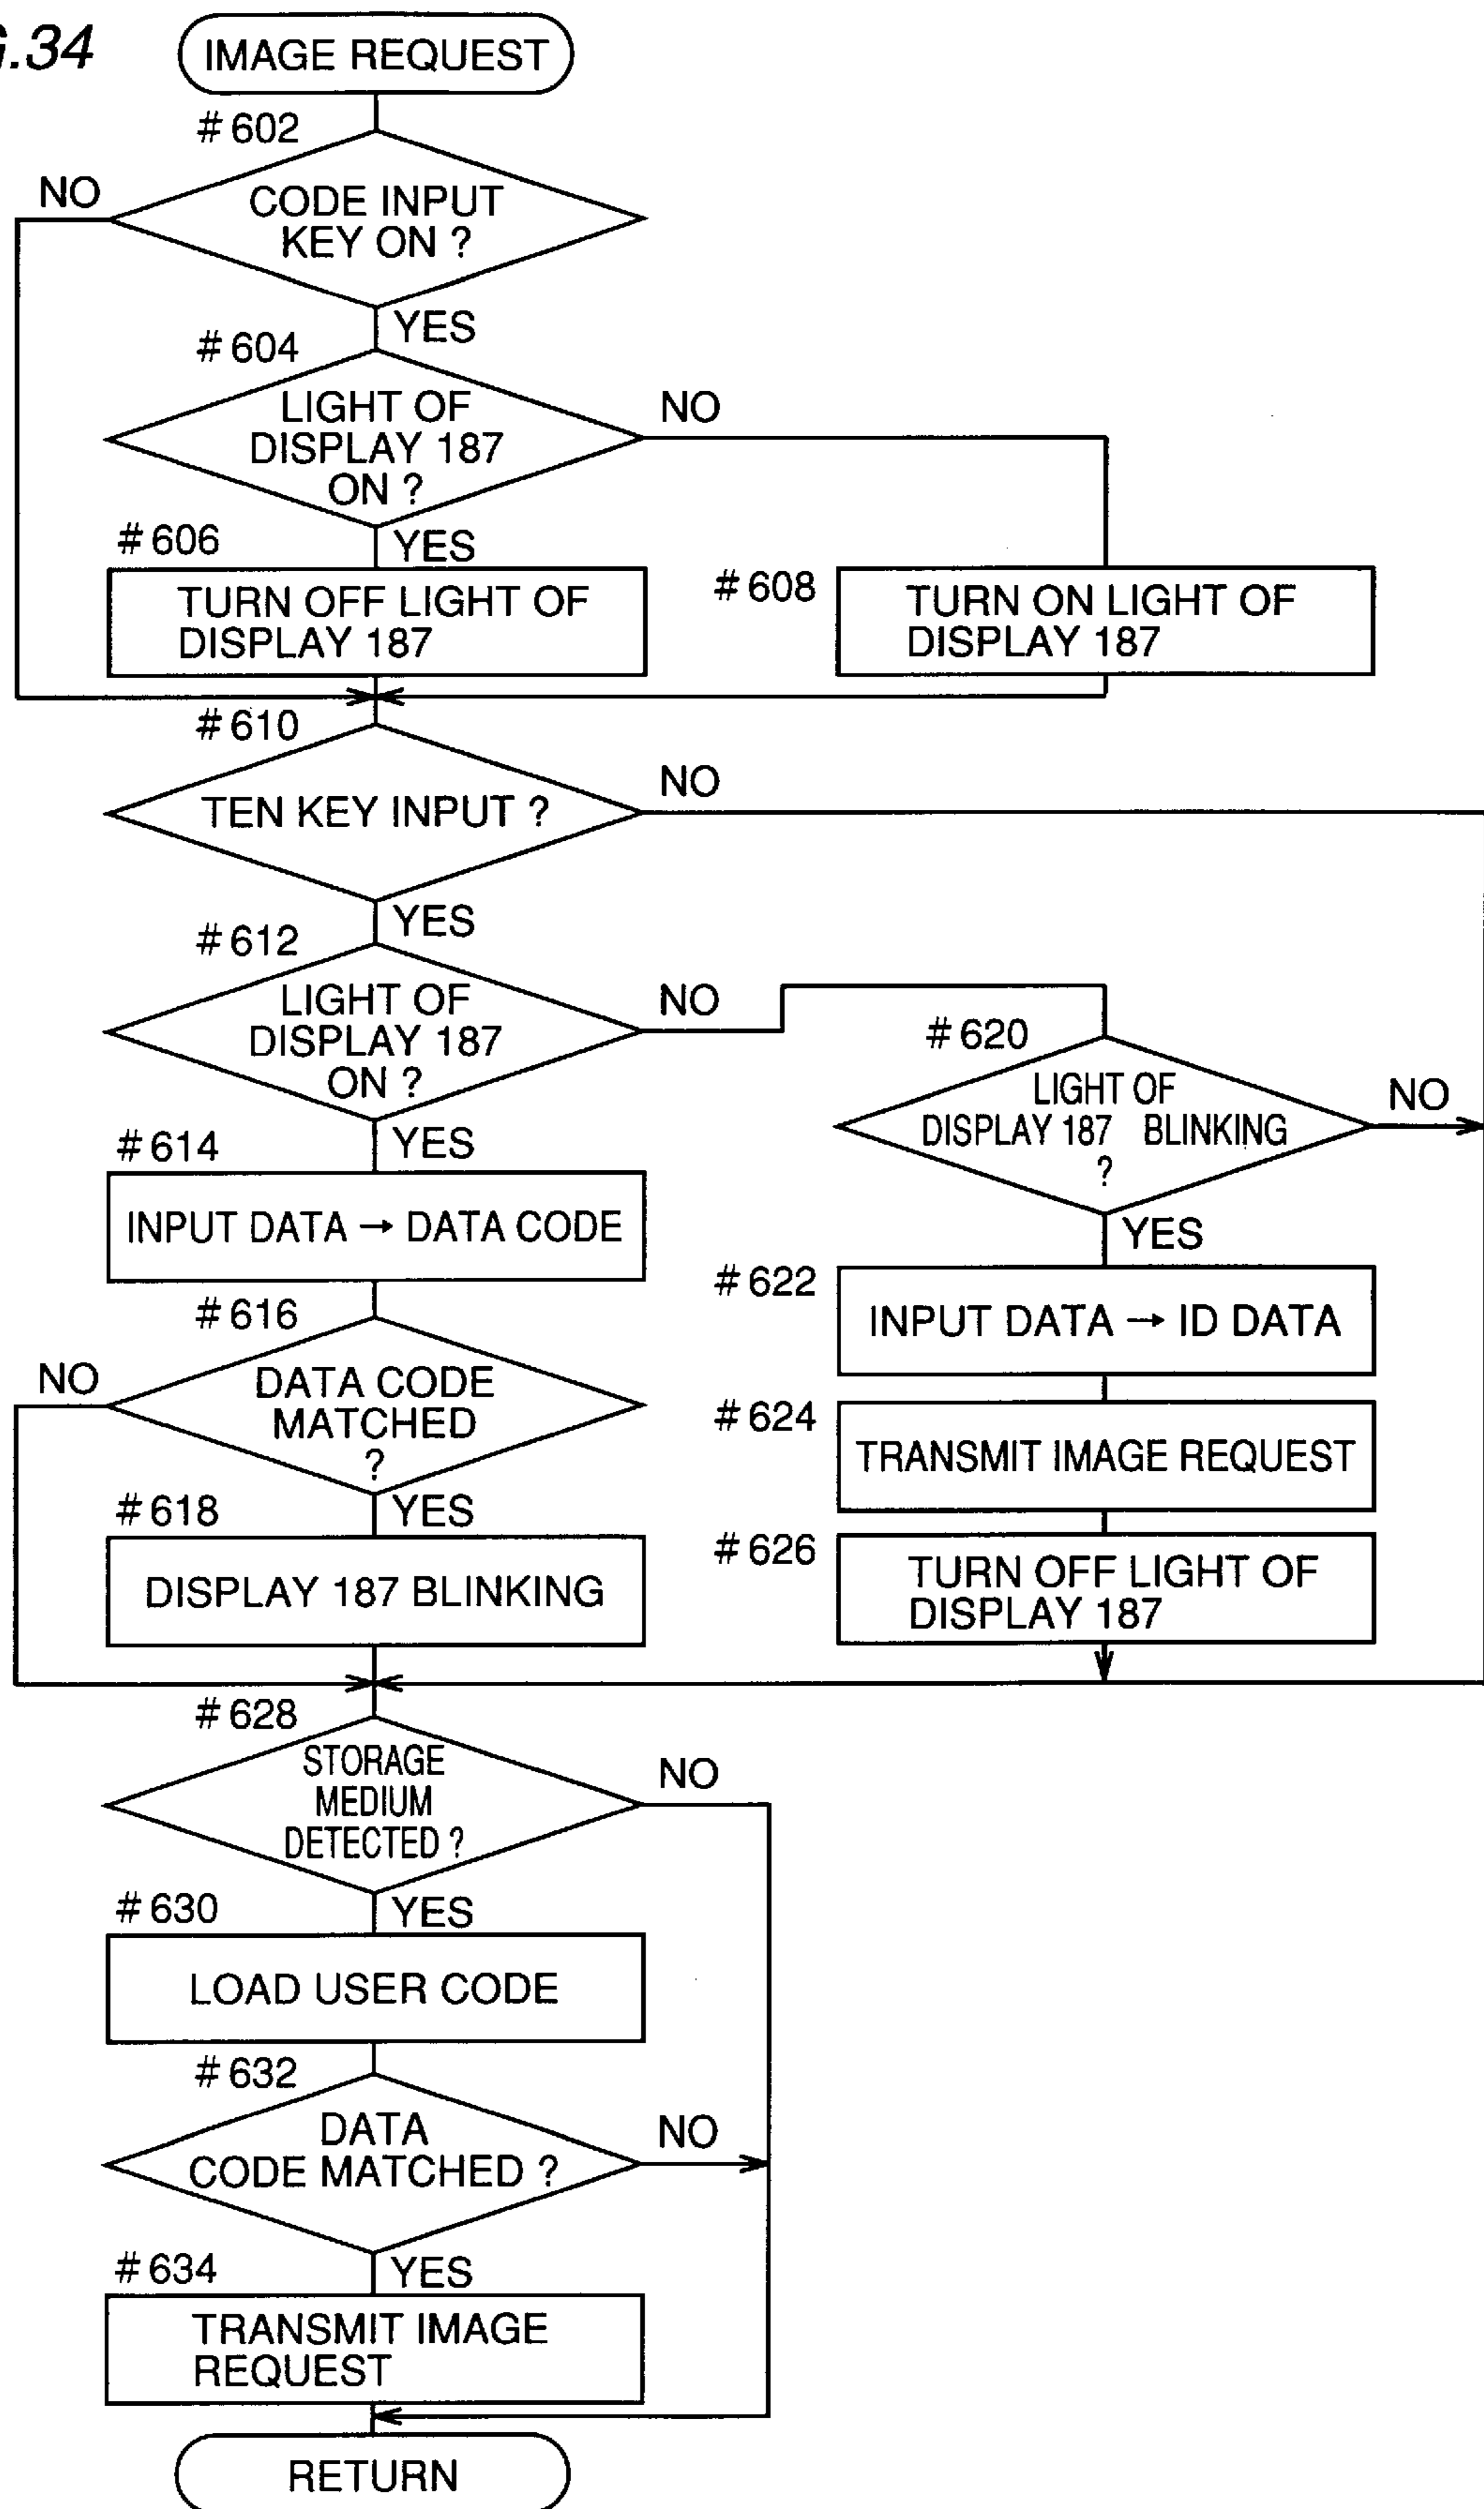 G.34
IMAGE REQUEST
#602
NO
CODE INPUT
KEY ON ?
YES
#604
LIGHT OF
DISPLAY 187
ON ?
NO
#606
YES
TURN OFF LIGHT OF
DISPLAY 187
#608
TURN ON LIGHT OF
DISPLAY 187
#610
TEN KEY INPUT ?
NO
YES
#612
LIGHT OF
DISPLAY 187
ON ?
NO
#620
LIGHT OF
DISPLAY 187 BLINKING
?
NO
#614
YES
INPUT DATA → DATA CODE
YES
#622
INPUT DATA → ID DATA
#616
NO
DATA CODE
MATCHED
?
#624
TRANSMIT IMAGE REQUEST
#618
YES
DISPLAY 187 BLINKING
#626
TURN OFF LIGHT OF
DISPLAY 187
#628
STORAGE
MEDIUM
DETECTED ?
NO
#630
YES
LOAD USER CODE
#632
DATA
CODE MATCHED ?
NO
#634
YES
TRANSMIT IMAGE
REQUEST
RETURN